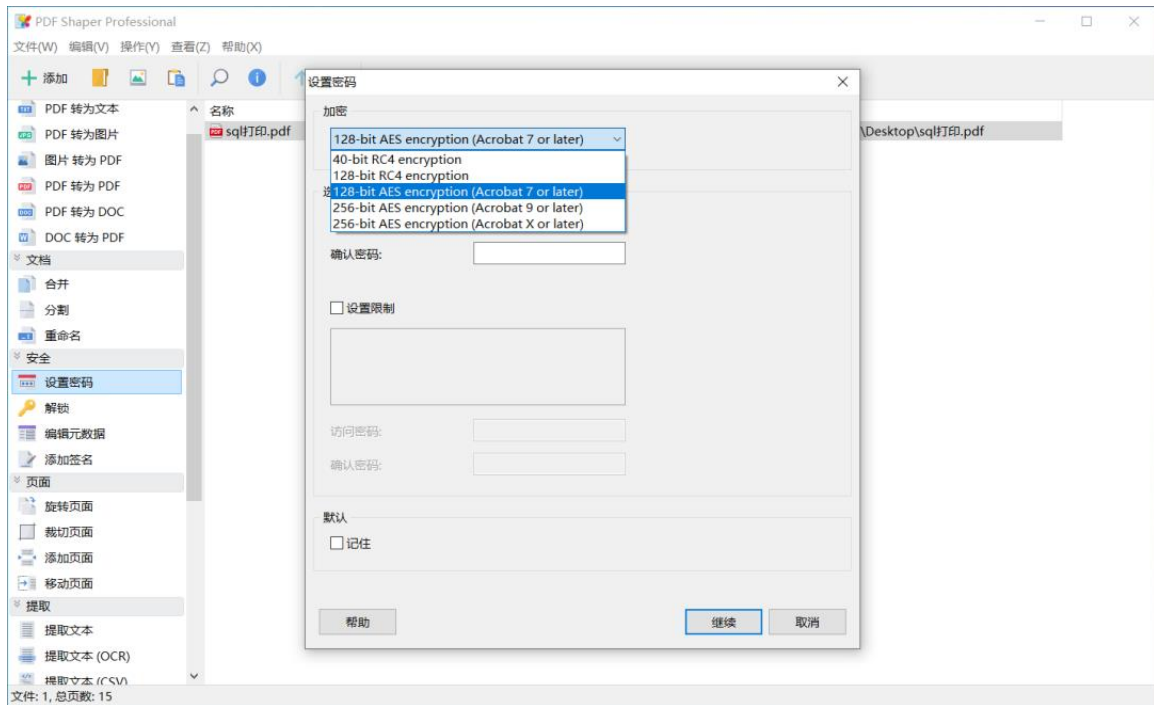 PDF Shaper Professional
文件(W) 编辑(V) 操作(Y) 查看(Z) 帮助(X)
添加
PDF 转为文本
PDF 转为图片
图片 转为 PDF
PDF 转为 PDF
PDF 转为 DOC
DOC 转为 PDF
文档
合并
分割
重命名
安全
设置密码
解锁
编辑元数据
添加签名
页面
旋转页面
裁切页面
添加页面
移动页面
提取
提取文本
提取文本 (OCR)
提取文本 (CSV)
名称
sql打印.pdf
\Desktop\sql打印.pdf
设置密码
加密
128-bit AES encryption (Acrobat 7 or later)
40-bit RC4 encryption
128-bit RC4 encryption
128-bit AES encryption (Acrobat 7 or later)
256-bit AES encryption (Acrobat 9 or later)
256-bit AES encryption (Acrobat X or later)
确认密码:
设置限制
访问密码:
确认密码:
默认
记住
帮助
继续
取消
文件: 1, 总页数: 15